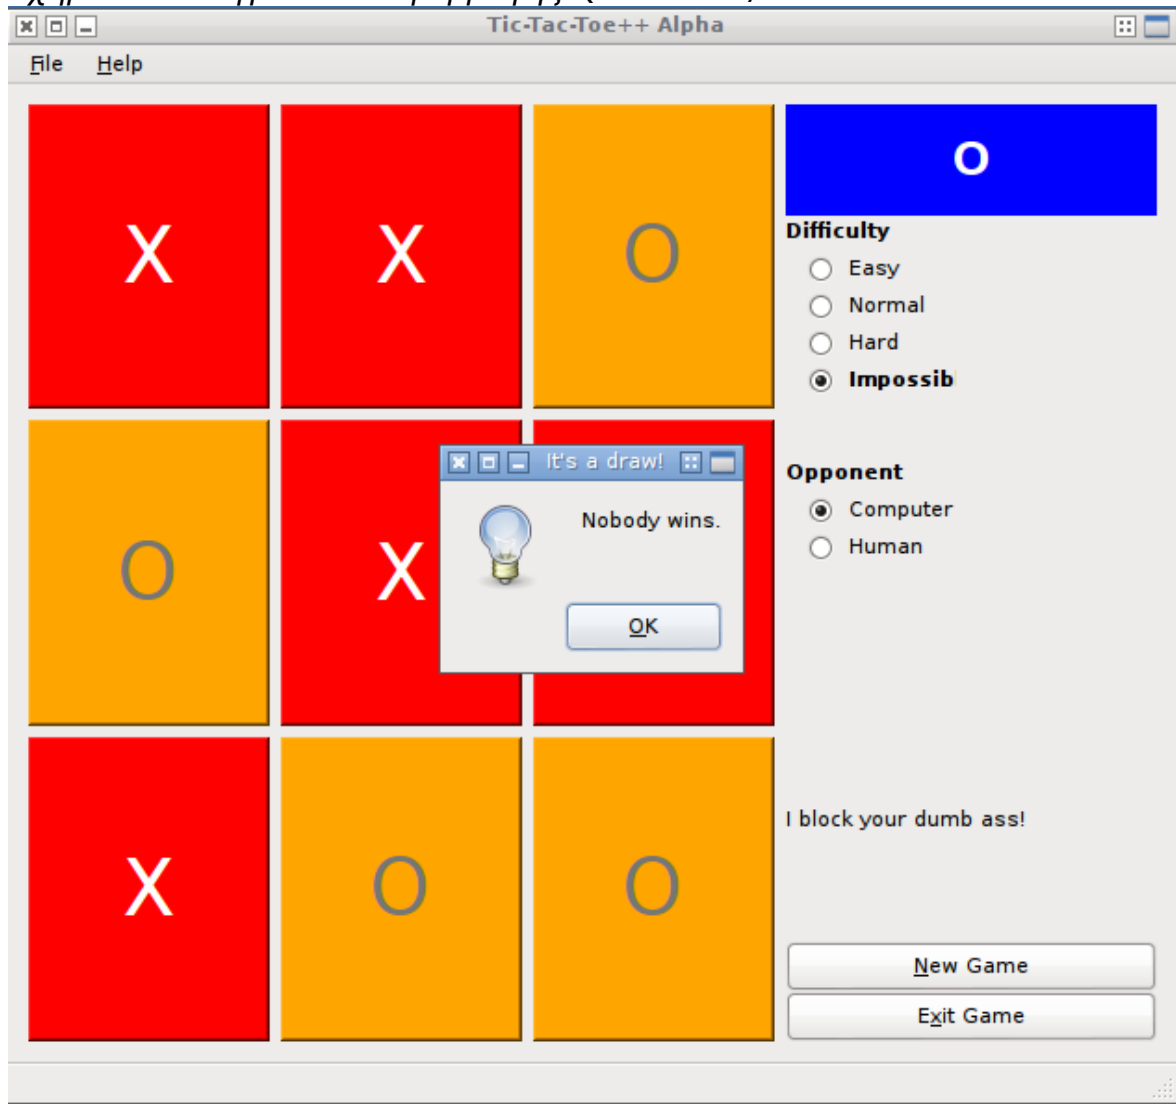 Tic-Tac-Toe++ Alpha
File Help
X X O
O
Difficulty
Easy
Normal
Hard
Impossib
It's a draw!
Nobody wins.
OK
Opponent
Computer
Human
O X
I block your dumb ass!
X O O
New Game
Exit Game